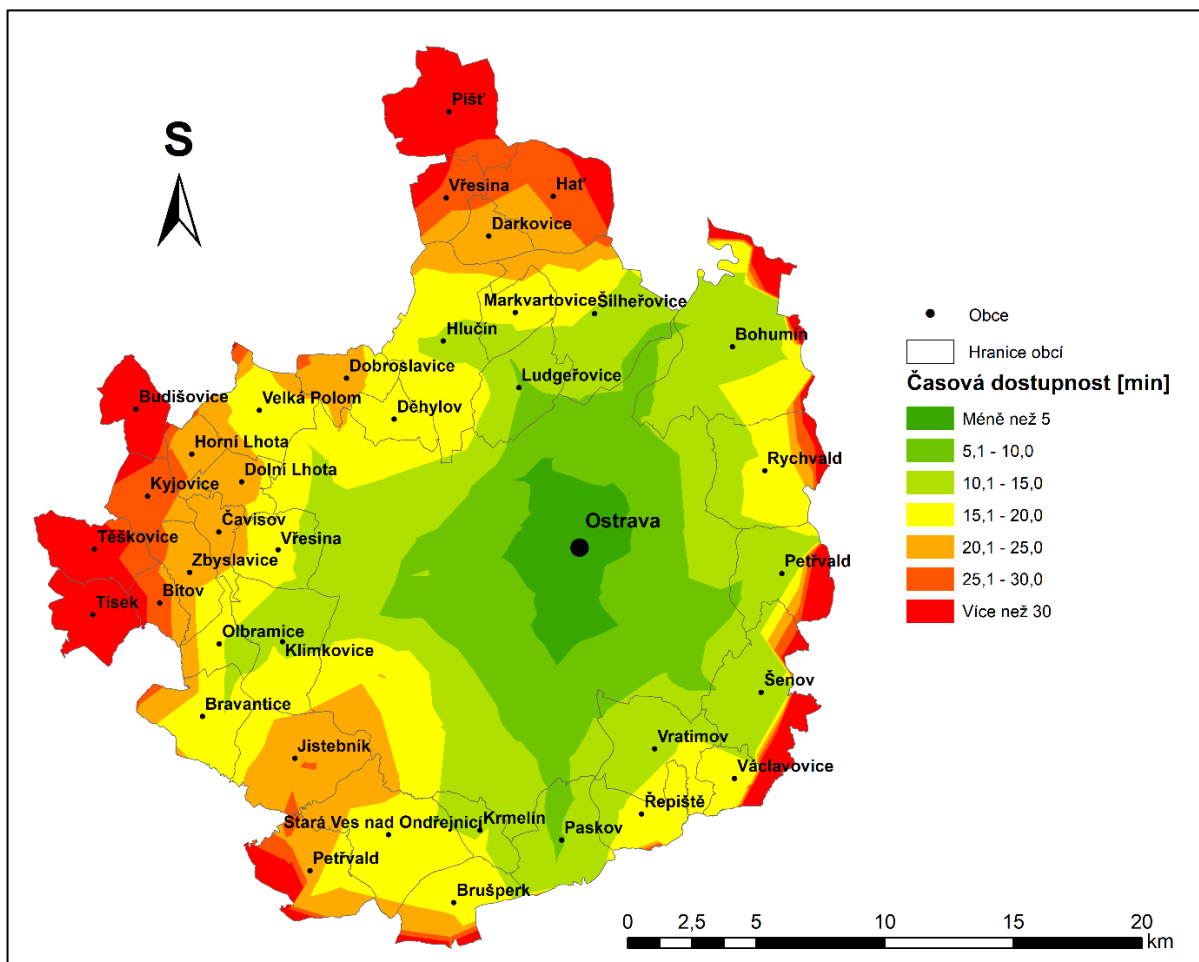 Píšť
S
Vřesina
Hať
Darkovice
Markvartovice
Šilheřovice
Hlučín
Bohumín
Dobroslavice
Ludgeřovice
Budišovice
Velká Polom
Děhylov
Horní Lhota
Rychvald
Kyjovice
Dolní Lhota
Čavisov
Ostrava
Těškovice
Vřesina
Zbyslavice
Petřvald
Tísek
Bítov
Olbramice
Klimkovice
Šenov
Bravantice
Vratimov
Jistebník
Václavovice
Řepiště
Stará Ves nad Ondřejnicí
Krmelín
Paskov
Petřvald
Brušperk
Obce
Hranice obcí
Časová dostupnost [min]
Méně než 5
5,1 - 10,0
10,1 - 15,0
15,1 - 20,0
20,1 - 25,0
25,1 - 30,0
Více než 30
0 2,5 5 10 15 20
km